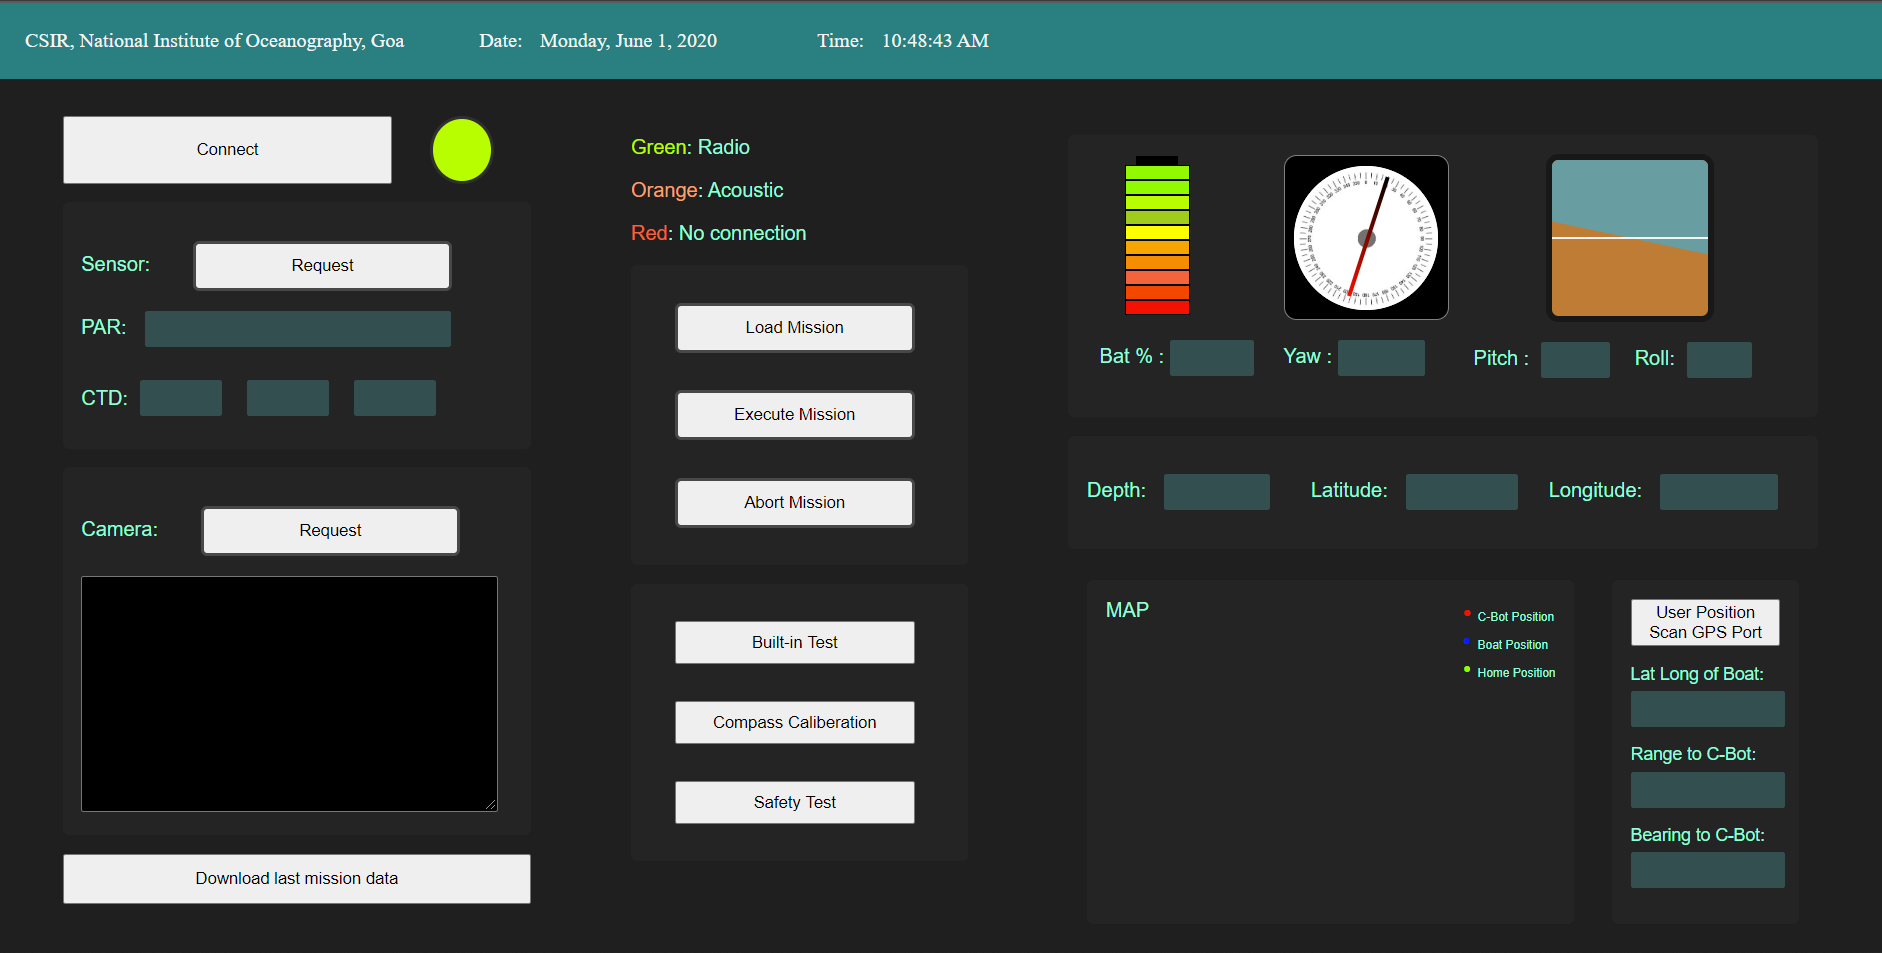 CSIR, National Institute of Oceanography, Goa Date: Monday, June 1, 2020 Time: 10:48:43 AM
Connect
Sensor: Request
PAR:
CTD:
Camera: Request
Download last mission data
Green: Radio
Orange: Acoustic
Red: No connection
Load Mission
Execute Mission
Abort Mission
Built-in Test
Compass Caliberation
Safety Test
Bat % : Yaw : Pitch : Roll:
Depth: Latitude: Longitude:
MAP
C-Bot Position
Boat Position
Home Position
User Position
Scan GPS Port
Lat Long of Boat:
Range to C-Bot:
Bearing to C-Bot: